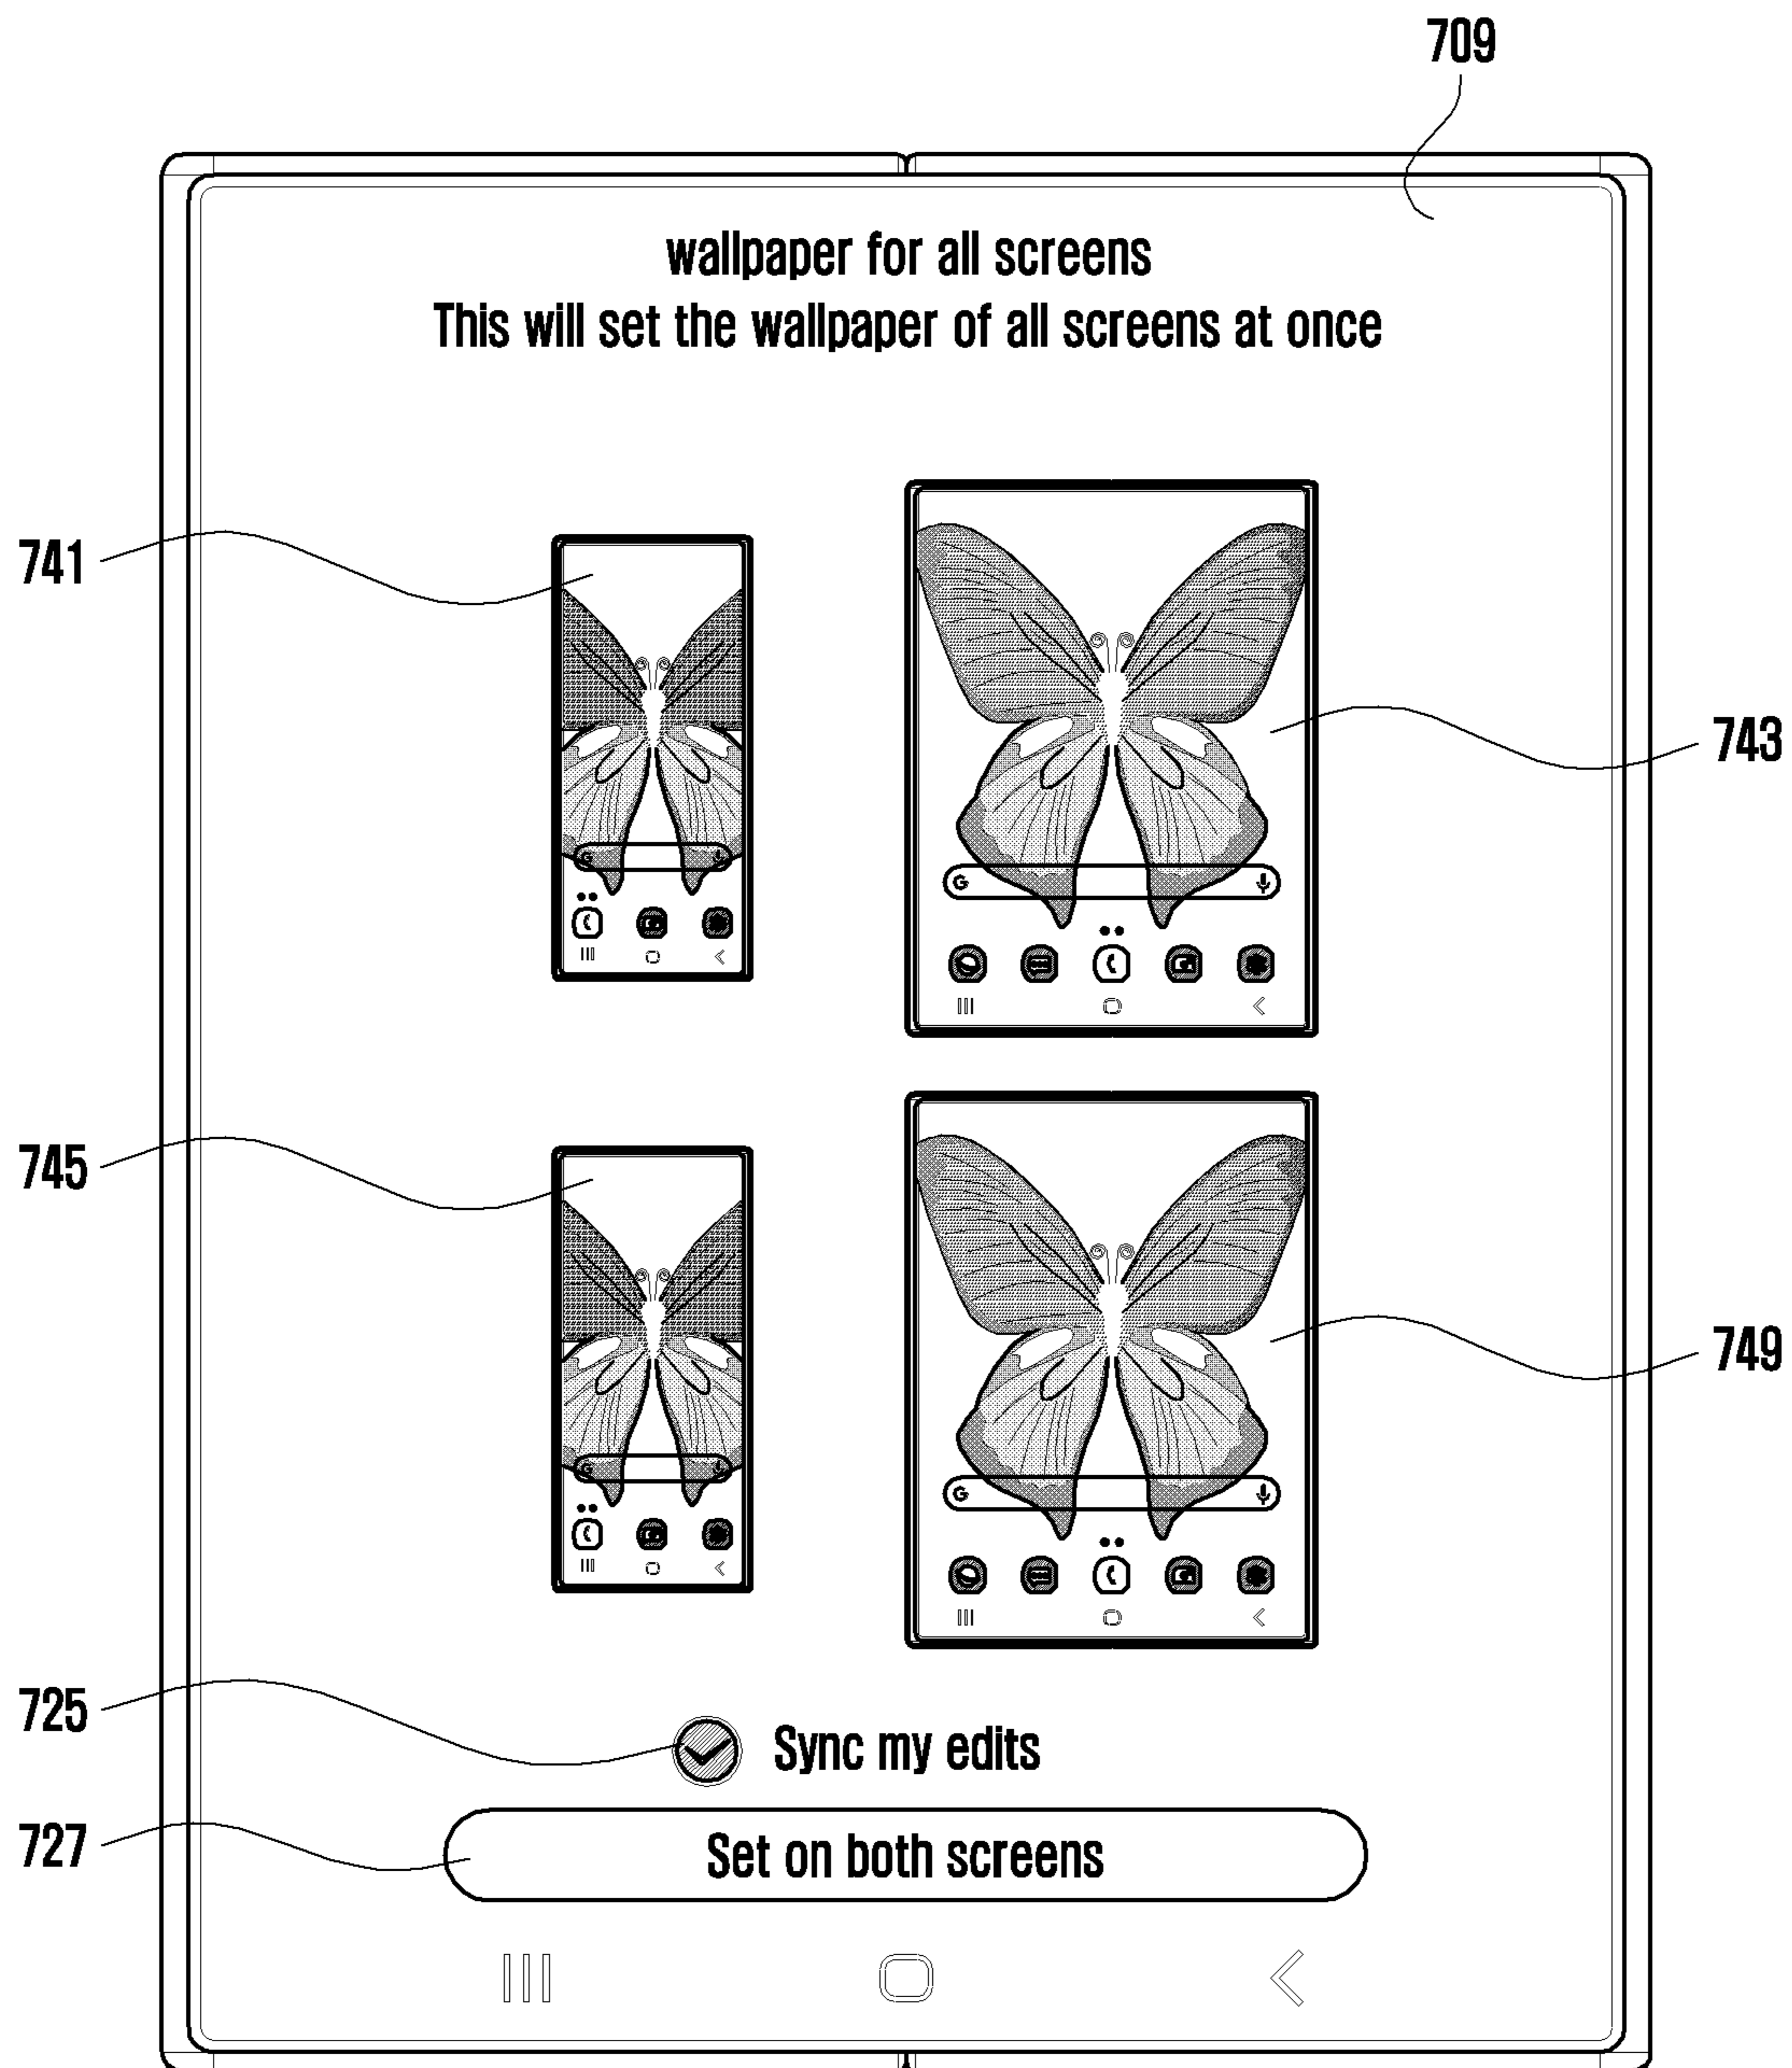 709
wallpaper for all screens
This will set the wallpaper of all screens at once
741
743
G
G
745
749
G
G
725
Sync my edits
727
Set on both screens